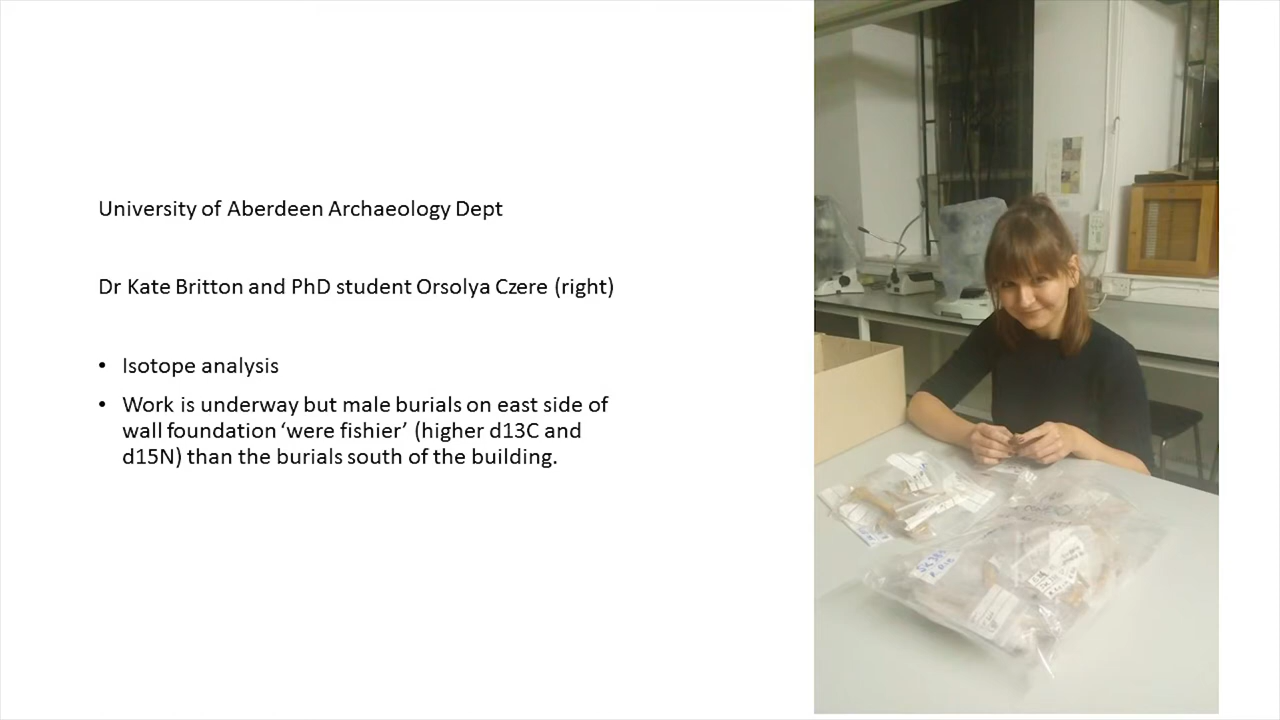 University of Aberdeen Archaeology Dept
Dr Kate Britton and PhD student Orsolya Czere (right)
• Isotope analysis
• Work is underway but male burials on east side of
wall foundation ‘were fishier’ (higher d13C and
d15N) than the burials south of the building.